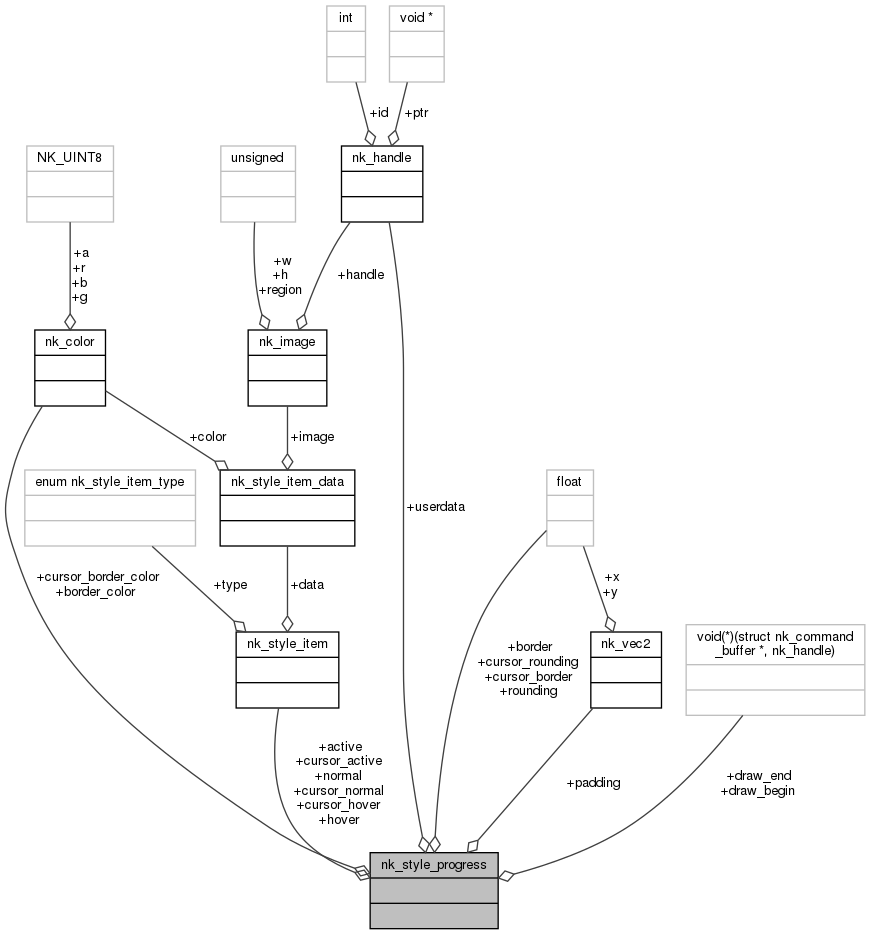 int
void *
+id
+ptr
NK_UINT8
unsigned
nk_handle
+a
+r
+b
+g
+w
+h
+region
+handle
nk_color
nk_image
+color
+image
enum nk_style_item_type
nk_style_item_data
float
+userdata
+cursor_border_color
+border_color
+type
+data
+x
+y
nk_style_item
nk_vec2
void(*)(struct nk_command
_buffer *, nk_handle)
+border
+cursor_rounding
+cursor_border
+rounding
+active
+cursor_active
+normal
+cursor_normal
+cursor_hover
+hover
+padding
+draw_end
+draw_begin
nk_style_progress